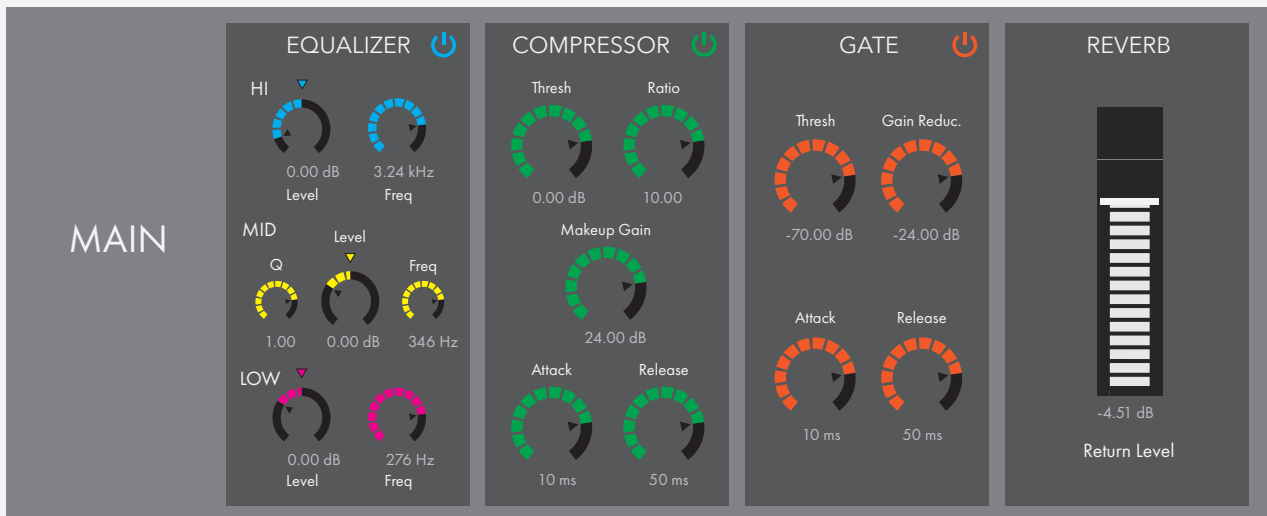 MAIN
EQUALIZER
HI
0.00 dB 3.24 kHz
Level Freq
MID
Level
Q Freq
1.00 0.00 dB 346 Hz
LOW
0.00 dB 276 Hz
Level Freq
COMPRESSOR
Thresh Ratio
0.00 dB 10.00
Makeup Gain
24.00 dB
Attack Release
10 ms 50 ms
GATE
Thresh Gain Reduc.
-70.00 dB -24.00 dB
Attack Release
10 ms 50 ms
REVERB
-4.51 dB
Return Level